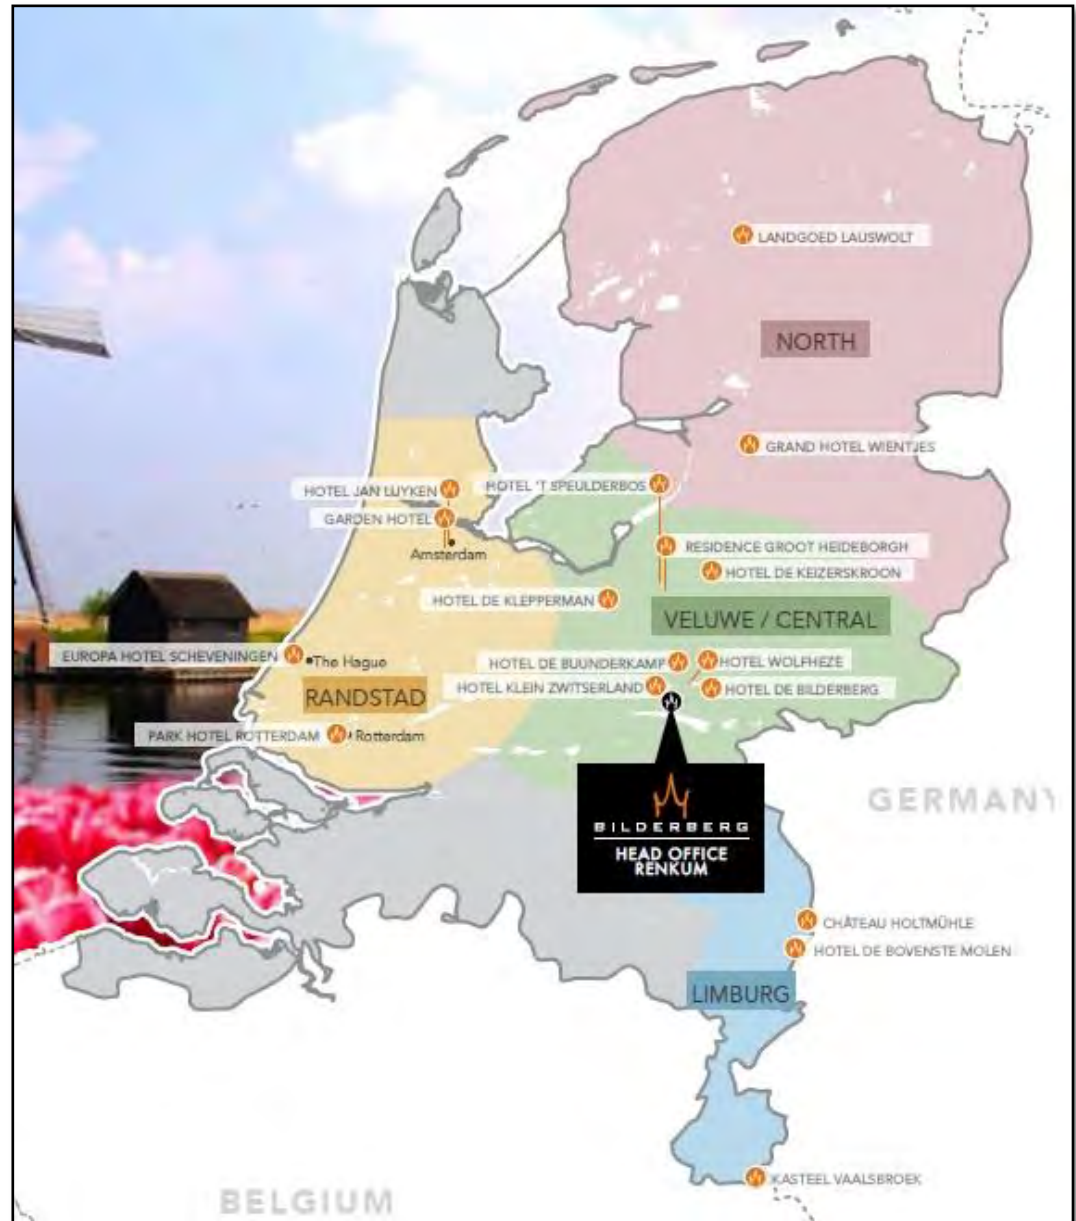 LANDGOED LAUSWOLT
NORTH
GRAND HOTEL WIENTJES
HOTEL JAN LUYKEN
HOTEL 'T SPEULDERBOS
GARDEN HOTEL
Amsterdam
RESIDENCE GROOT HEIDEBORGH
HOTEL DE KEIZERSKROON
HOTEL DE KLEPPERMAN
VELUWE / CENTRAL
EUROPA HOTEL SCHEVENINGEN
The Hague
HOTEL DE BUUNDERKAMP
HOTEL WOLFHEZE
RANDSTAD
HOTEL KLEIN ZWITSERLAND
HOTEL DE BILDERBERG
PARK HOTEL ROTTERDAM
Rotterdam
GERMANY
BILDERBERG
HEAD OFFICE
RENKUM
CHÂTEAU HOLTMÜHLE
HOTEL DE BOVENSTE MOLEN
LIMBURG
KASTEEL VAALSBROEK
BELGIUM